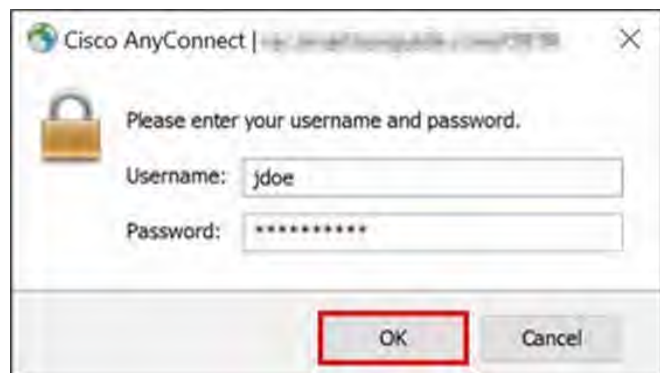 Cisco AnyConnect |
Please enter your username and password.
Username: jdoe
Password: **********
OK Cancel